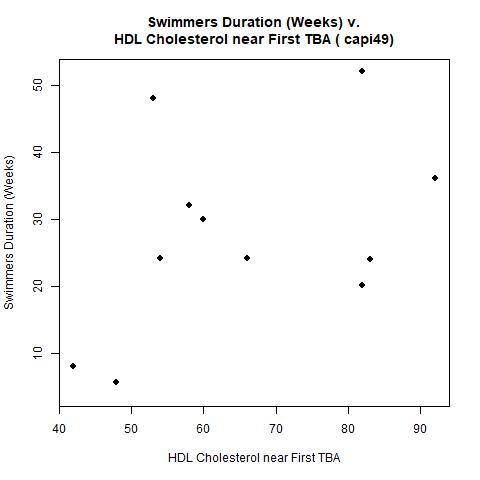 Swimmers Duration (Weeks) v.
HDL Cholesterol near First TBA ( capi49)
Swimmers Duration (Weeks)
50
40
30
20
10
40 50 60 70 80 90
HDL Cholesterol near First TBA